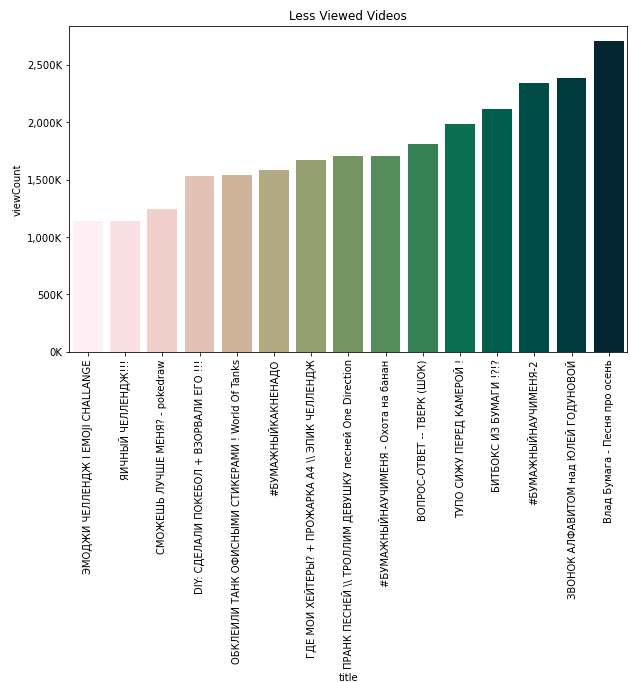 Less Viewed Videos
viewCount
2,500K
2,000K
1,500K
1,000K
500K
0K
ЭМОДЖИ ЧЕЛЛЕНДЖ ! EMOJI CHALLANGE
ЯИЧНЫЙ ЧЕЛЛЕНДЖ!!!
СМОЖЕШЬ ЛУЧШЕ МЕНЯ? - pokedraw
DIY: СДЕЛАЛИ ПОКЕБОЛ + ВЗОРВАЛИ ЕГО !!!
ОБКЛЕИЛИ ТАНК ОФИСНЫМИ СТИКЕРАМИ ! World Of Tanks
#БУМАЖНЫЙКАКНЕНАДО
ГДЕ МОИ ХЕЙТЕРЫ? + ПРОЖАРКА А4 \\ ЭПИК ЧЕЛЛЕНДЖ
ПРАНК ПЕСНЕЙ \\ ТРОЛЛИМ ДЕВУШКУ песней One Direction
#БУМАЖНЫЙНАУЧИМЕНЯ - Охота на банан
ВОПРОС-ОТВЕТ -- ТВЕРК (ШОК)
ТУПО СИЖУ ПЕРЕД КАМЕРОЙ !
БИТБОКС ИЗ БУМАГИ !?!?
#БУМАЖНЫЙНАУЧИМЕНЯ-2
ЗВОНОК АЛФАВИТОМ над ЮЛЕЙ ГОДУНОВОЙ
Влад Бумага - Песня про осень
title